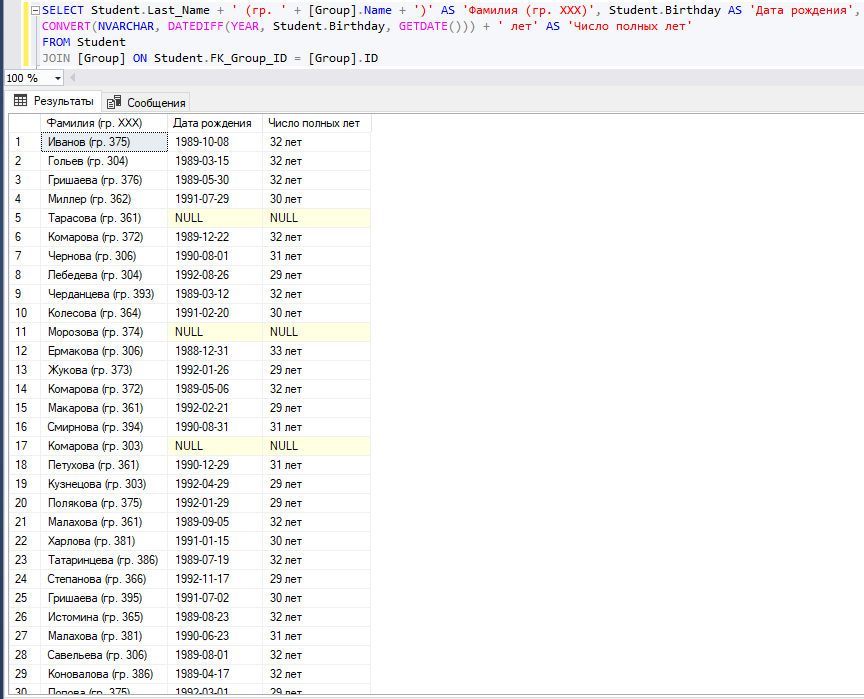 SELECT Student.Last_Name + ' (гр. ' + [Group].Name + ')' AS 'Фамилия (гр. XXX)', Student.Birthday AS 'Дата рождения',
CONVERT(NVARCHAR, DATEDIFF(YEAR, Student.Birthday, GETDATE())) + ' лет' AS 'Число полных лет'
FROM Student
JOIN [Group] ON Student.FK_Group_ID = [Group].ID
100 %
Результаты Сообщения
Фамилия (гр. XXX) Дата рождения Число полных лет
1 Иванов (гр. 375) 1989-10-08 32 лет
2 Гольев (гр. 304) 1989-03-15 32 лет
3 Гришаева (гр. 376) 1989-05-30 32 лет
4 Миллер (гр. 362) 1991-07-29 30 лет
5 Тарасова (гр. 361) NULL NULL
6 Комарова (гр. 372) 1989-12-22 32 лет
7 Чернова (гр. 306) 1990-08-01 31 лет
8 Лебедева (гр. 304) 1992-08-26 29 лет
9 Черданцева (гр. 393) 1989-03-12 32 лет
10 Колесова (гр. 364) 1991-02-20 30 лет
11 Морозова (гр. 374) NULL NULL
12 Ермакова (гр. 306) 1988-12-31 33 лет
13 Жукова (гр. 373) 1992-01-26 29 лет
14 Комарова (гр. 372) 1989-05-06 32 лет
15 Макарова (гр. 361) 1992-02-21 29 лет
16 Смирнова (гр. 394) 1990-08-31 31 лет
17 Комарова (гр. 303) NULL NULL
18 Петухова (гр. 361) 1990-12-29 31 лет
19 Кузнецова (гр. 303) 1992-04-29 29 лет
20 Полякова (гр. 375) 1992-01-29 29 лет
21 Малахова (гр. 361) 1989-09-05 32 лет
22 Харлова (гр. 381) 1991-01-15 30 лет
23 Татаринцева (гр. 386) 1989-07-19 32 лет
24 Степанова (гр. 366) 1992-11-17 29 лет
25 Гришаева (гр. 395) 1991-07-02 30 лет
26 Истомина (гр. 365) 1989-08-23 32 лет
27 Малахова (гр. 381) 1990-06-23 31 лет
28 Савельева (гр. 306) 1989-08-01 32 лет
29 Коновалова (гр. 386) 1989-04-17 32 лет
30 Попова (гр. 375) 1992-03-01 29 лет